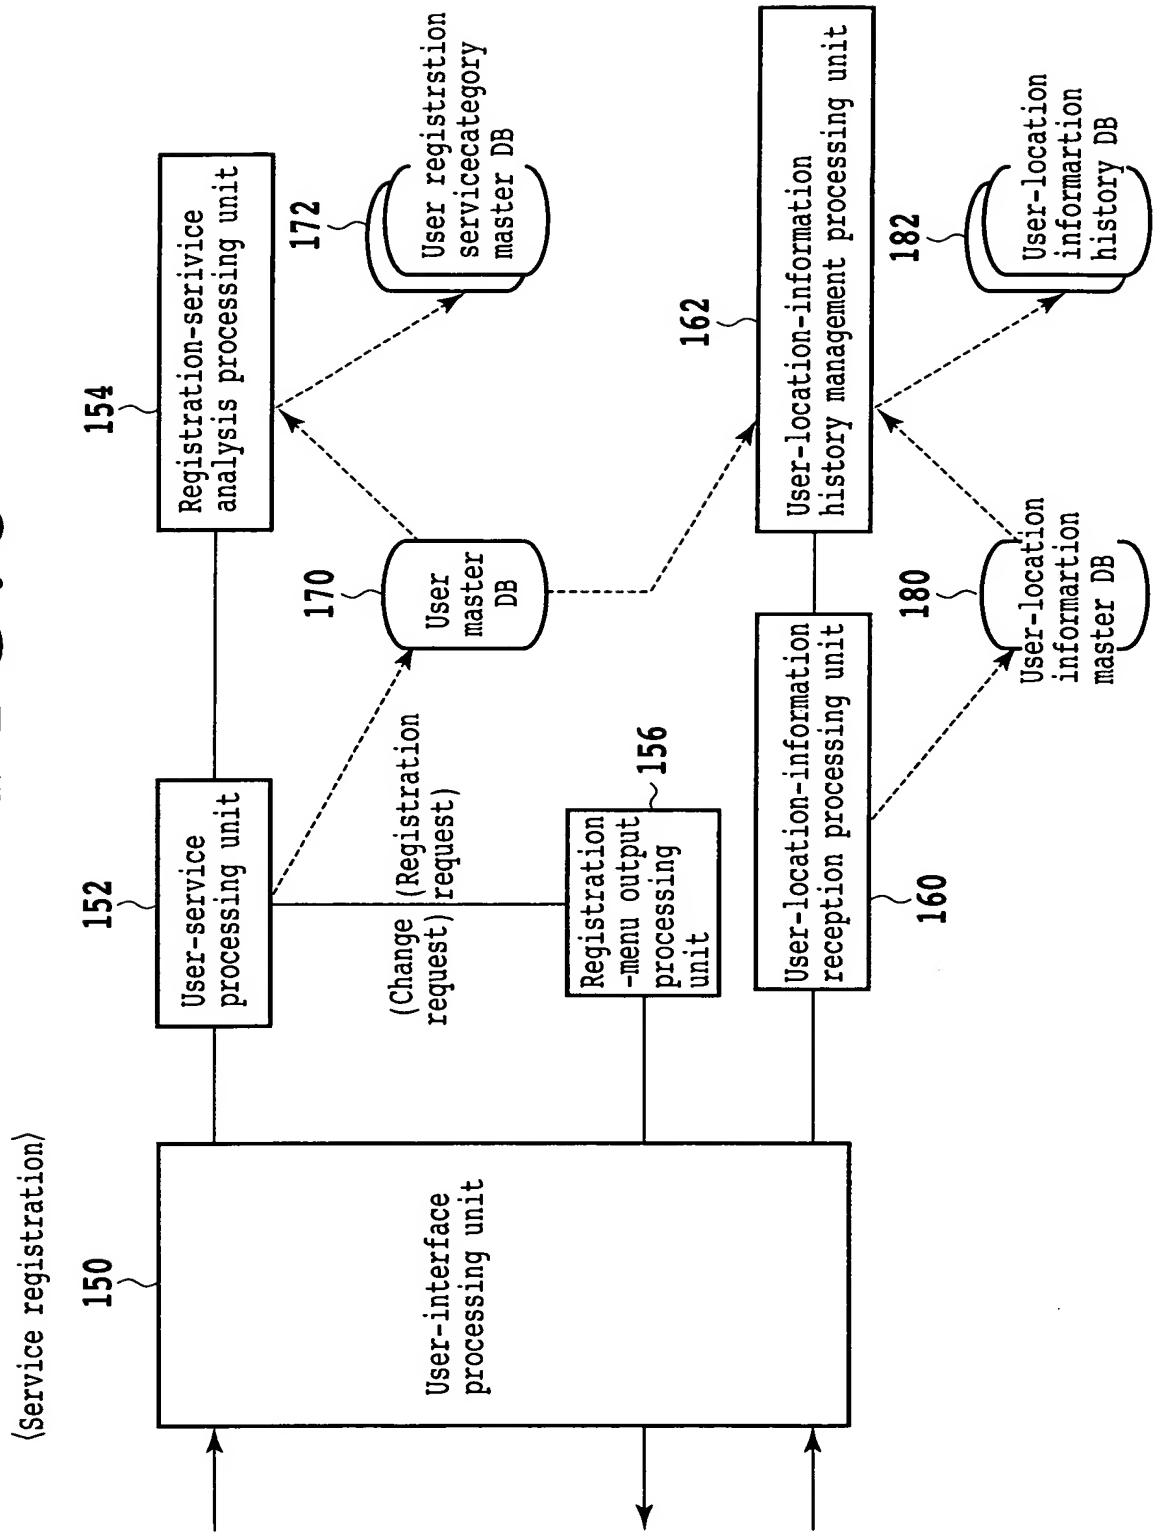 〈Service registration〉
150
User-interface
processing unit
152
User-service
processing unit
154
Registration-serivice
analysis processing unit
(Change
request)
(Registration
request)
170
User
master
DB
172
User registrstion
servicecategory
master DB
156
Registration
-menu output
processing
unit
160
User-location-information
reception processing unit
162
User-location-information
history management processing unit
180
User-location
informartion
master DB
182
User-location
informartion
history DB